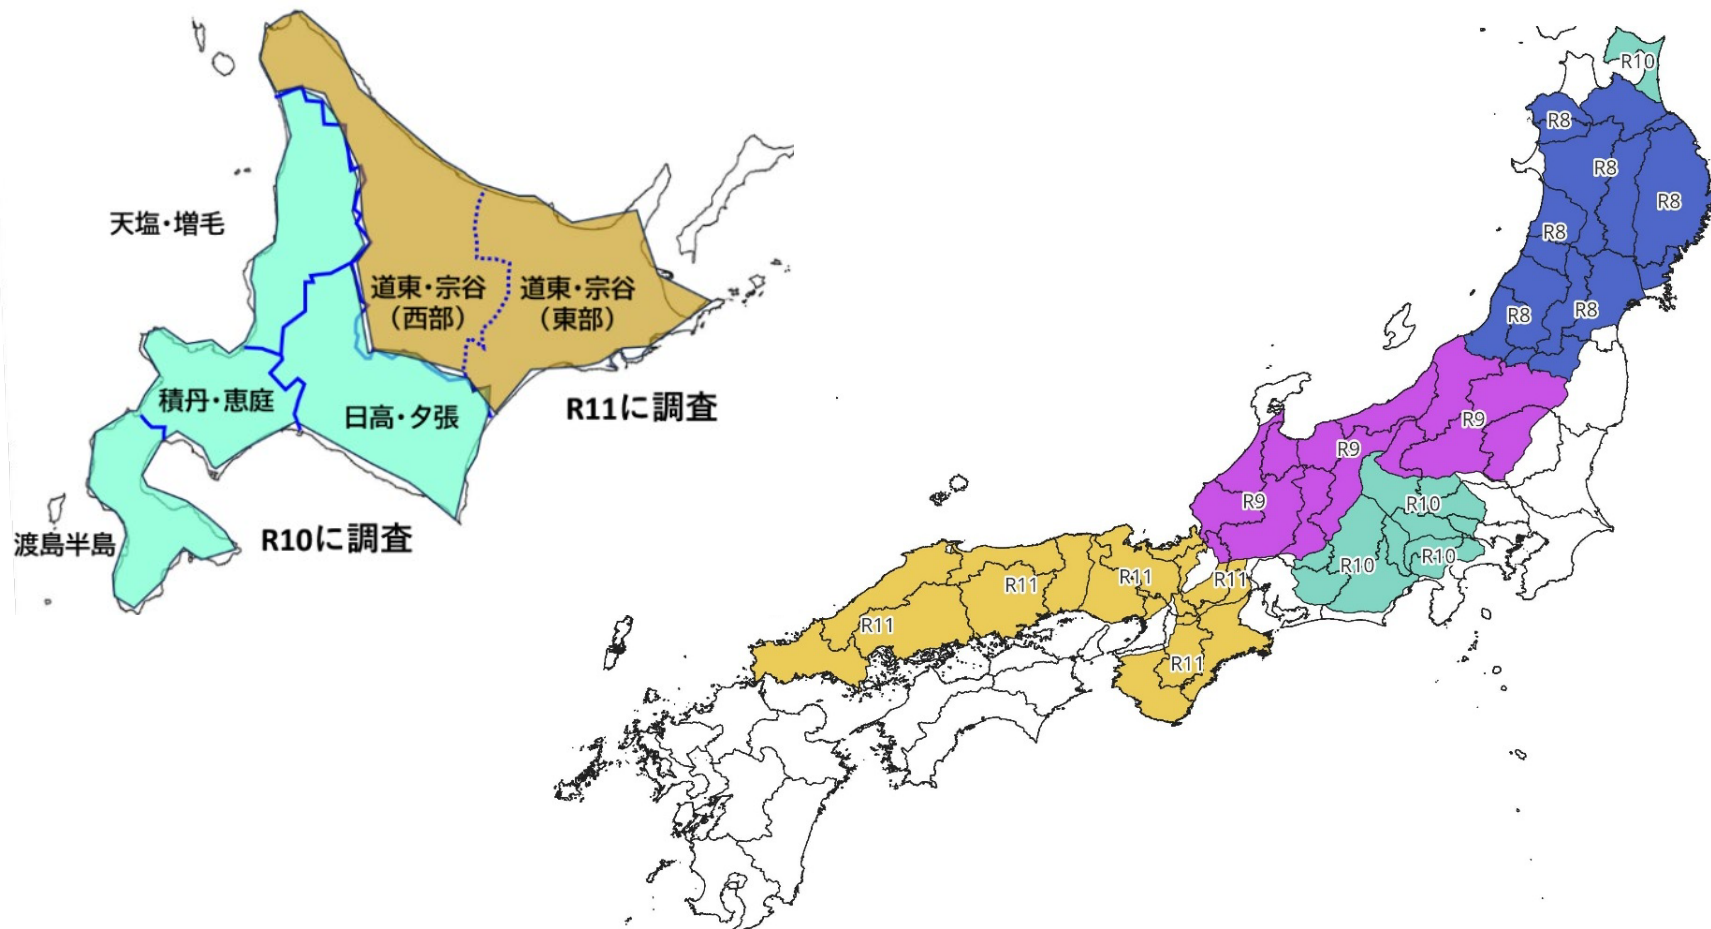 天塩・増毛
道東・宗谷
（西部）
道東・宗谷
（東部）
積丹・恵庭
日高・夕張
R11に調査
渡島半島
R10に調査
R10
R8
R8
R8
R8
R8
R8
R9
R9
R9
R10
R10
R10
R11
R11
R11
R11
R11